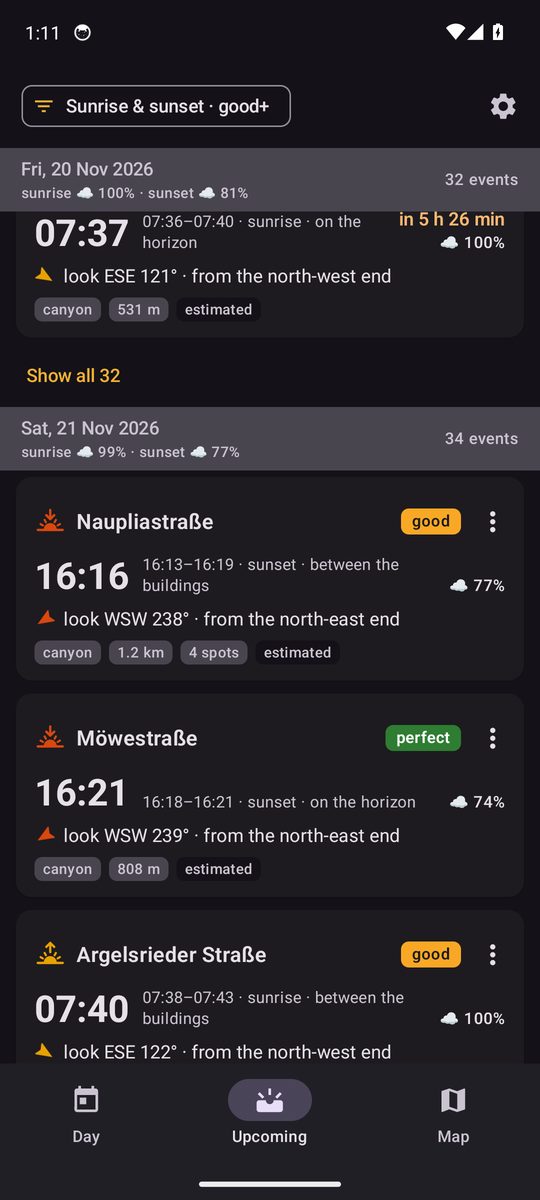 1:11
Sunrise & sunset · good+
Fri, 20 Nov 2026
sunrise ☁️ 100% · sunset ☁️ 81%
32 events
07:37
07:36–07:40 · sunrise · on the
horizon
in 5 h 26 min
☁️ 100%
look ESE 121° · from the north-west end
canyon
531 m
estimated
Show all 32
Sat, 21 Nov 2026
sunrise ☁️ 99% · sunset ☁️ 77%
34 events
Naupliastraße
good
16:16
16:13–16:19 · sunset · between the
buildings
☁️ 77%
look WSW 238° · from the north-east end
canyon
1.2 km
4 spots
estimated
Möwestraße
perfect
16:21
16:18–16:21 · sunset · on the horizon
☁️ 74%
look WSW 239° · from the north-east end
canyon
808 m
estimated
Argelsrieder Straße
good
07:40
07:38–07:43 · sunrise · between the
buildings
☁️ 100%
look ESE 122° · from the north-west end
Day
Upcoming
Map